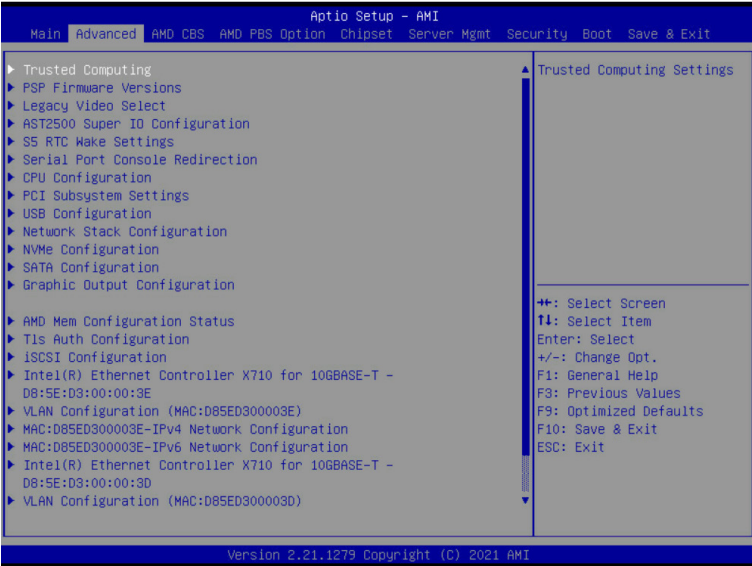 Aptio Setup - AMI
Main Advanced AMD CBS AMD PBS Option Chipset Server Mgmt Security Boot Save & Exit
Trusted Computing
PSP Firmware Versions
Legacy Video Select
AST2500 Super IO Configuration
S5 RTC Wake Settings
Serial Port Console Redirection
CPU Configuration
PCI Subsystem Settings
USB Configuration
Network Stack Configuration
NVMe Configuration
SATA Configuration
Graphic Output Configuration
AMD Mem Configuration Status
Tls Auth Configuration
iSCSI Configuration
Intel(R) Ethernet Controller X710 for 10GBASE-T -
D8:5E:D3:00:00:3E
VLAN Configuration (MAC:D85ED300003E)
MAC:D85ED300003E-IPv4 Network Configuration
MAC:D85ED300003E-IPv6 Network Configuration
Intel(R) Ethernet Controller X710 for 10GBASE-T -
D8:5E:D3:00:00:3D
VLAN Configuration (MAC:D85ED300003D)
Trusted Computing Settings
→←: Select Screen
↑↓: Select Item
Enter: Select
+/-: Change Opt.
F1: General Help
F3: Previous Values
F9: Optimized Defaults
F10: Save & Exit
ESC: Exit
Version 2.21.1279 Copyright (C) 2021 AMI